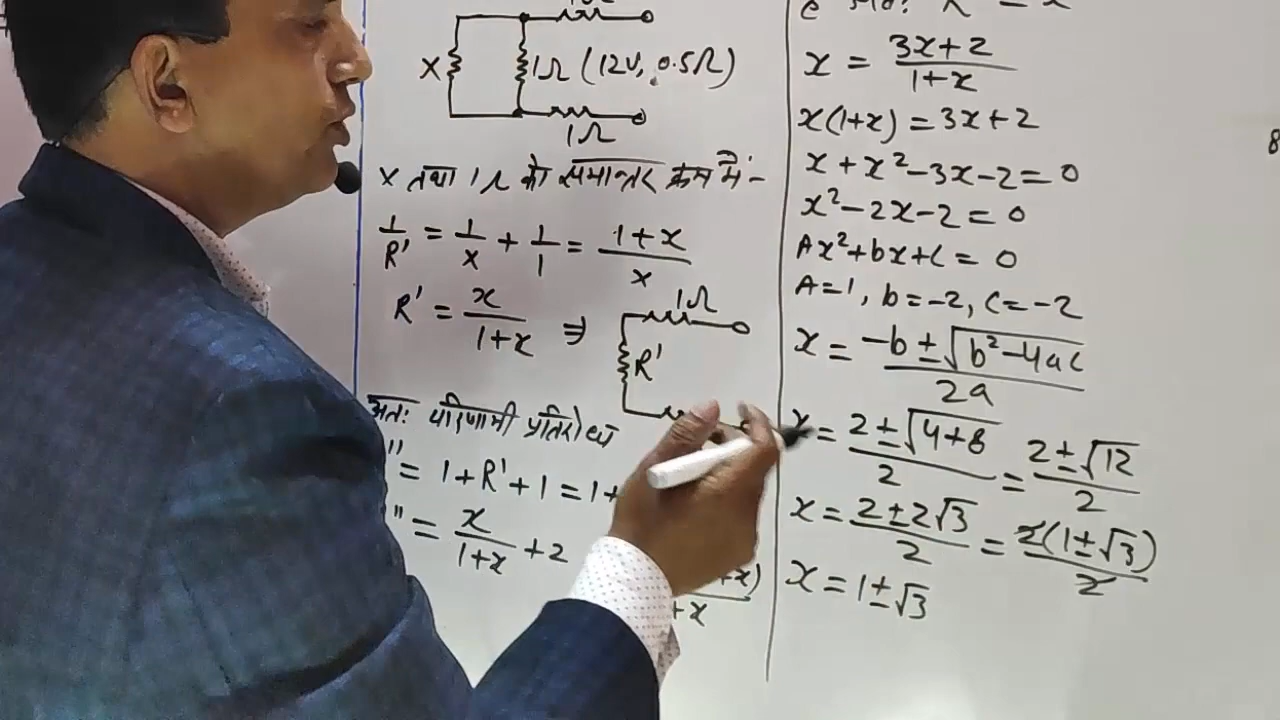 X
1Ω (12V, 0.5Ω)
1Ω
X तथा 1Ω को समान्तर क्रम में:-
1/R' = 1/x + 1/1 = 1+x/x
R' = x/1+x ⇒
1Ω
R'
अतः परिणामी प्रतिरोध
" = 1+R'+1 = 1+
" = x/1+x + 2
+x)
+x
x = 3x+2/1+x
x(1+x) = 3x+2
x + x² -3x-2 = 0
x² -2x-2 = 0
Ax²+bx+c = 0
A=1, b=-2, c=-2
x = -b ± √b²-4ac/2a
x = 2±√4+8/2 = 2±√12/2
x = 2±2√3/2 = 2(1±√3)/2
x = 1±√3
8